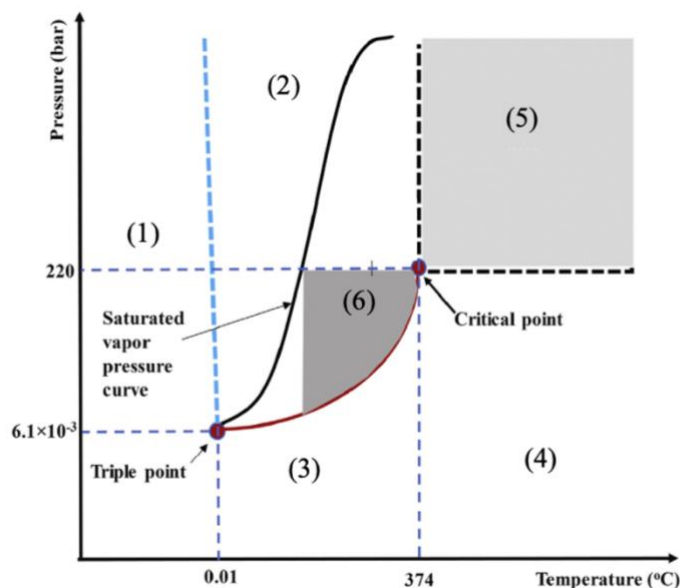 Pressure (bar)
(2)
(5)
(1)
220
(6)
Saturated
vapor
pressure
curve
Critical point
6.1×10-3
Triple point
(3)
(4)
0.01
374
Temperature (oC)